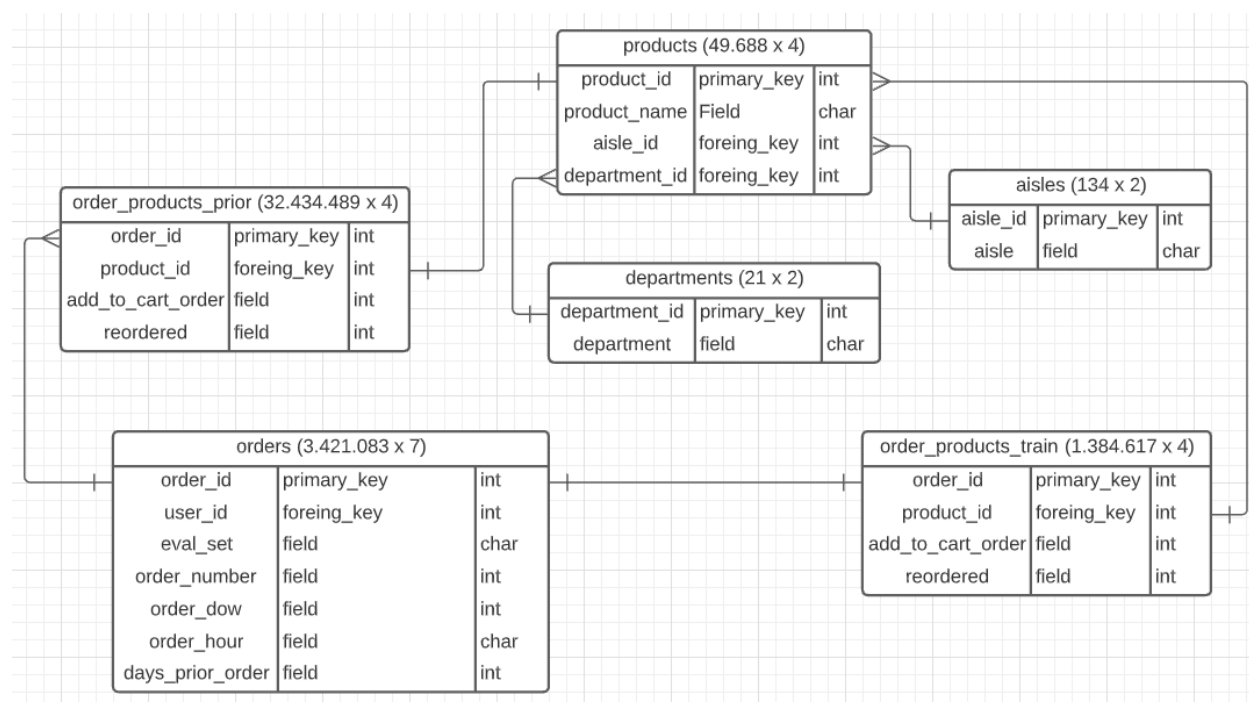 products (49.688 x 4)
product_id primary_key int
product_name Field char
aisle_id foreing_key int
department_id foreing_key int
order_products_prior (32.434.489 x 4)
order_id primary_key int
product_id foreing_key int
add_to_cart_order field int
reordered field int
aisles (134 x 2)
aisle_id primary_key int
aisle field char
departments (21 x 2)
department_id primary_key int
department field char
orders (3.421.083 x 7)
order_id primary_key int
user_id foreing_key int
eval_set field char
order_number field int
order_dow field int
order_hour field char
days_prior_order field int
order_products_train (1.384.617 x 4)
order_id primary_key int
product_id foreing_key int
add_to_cart_order field int
reordered field int